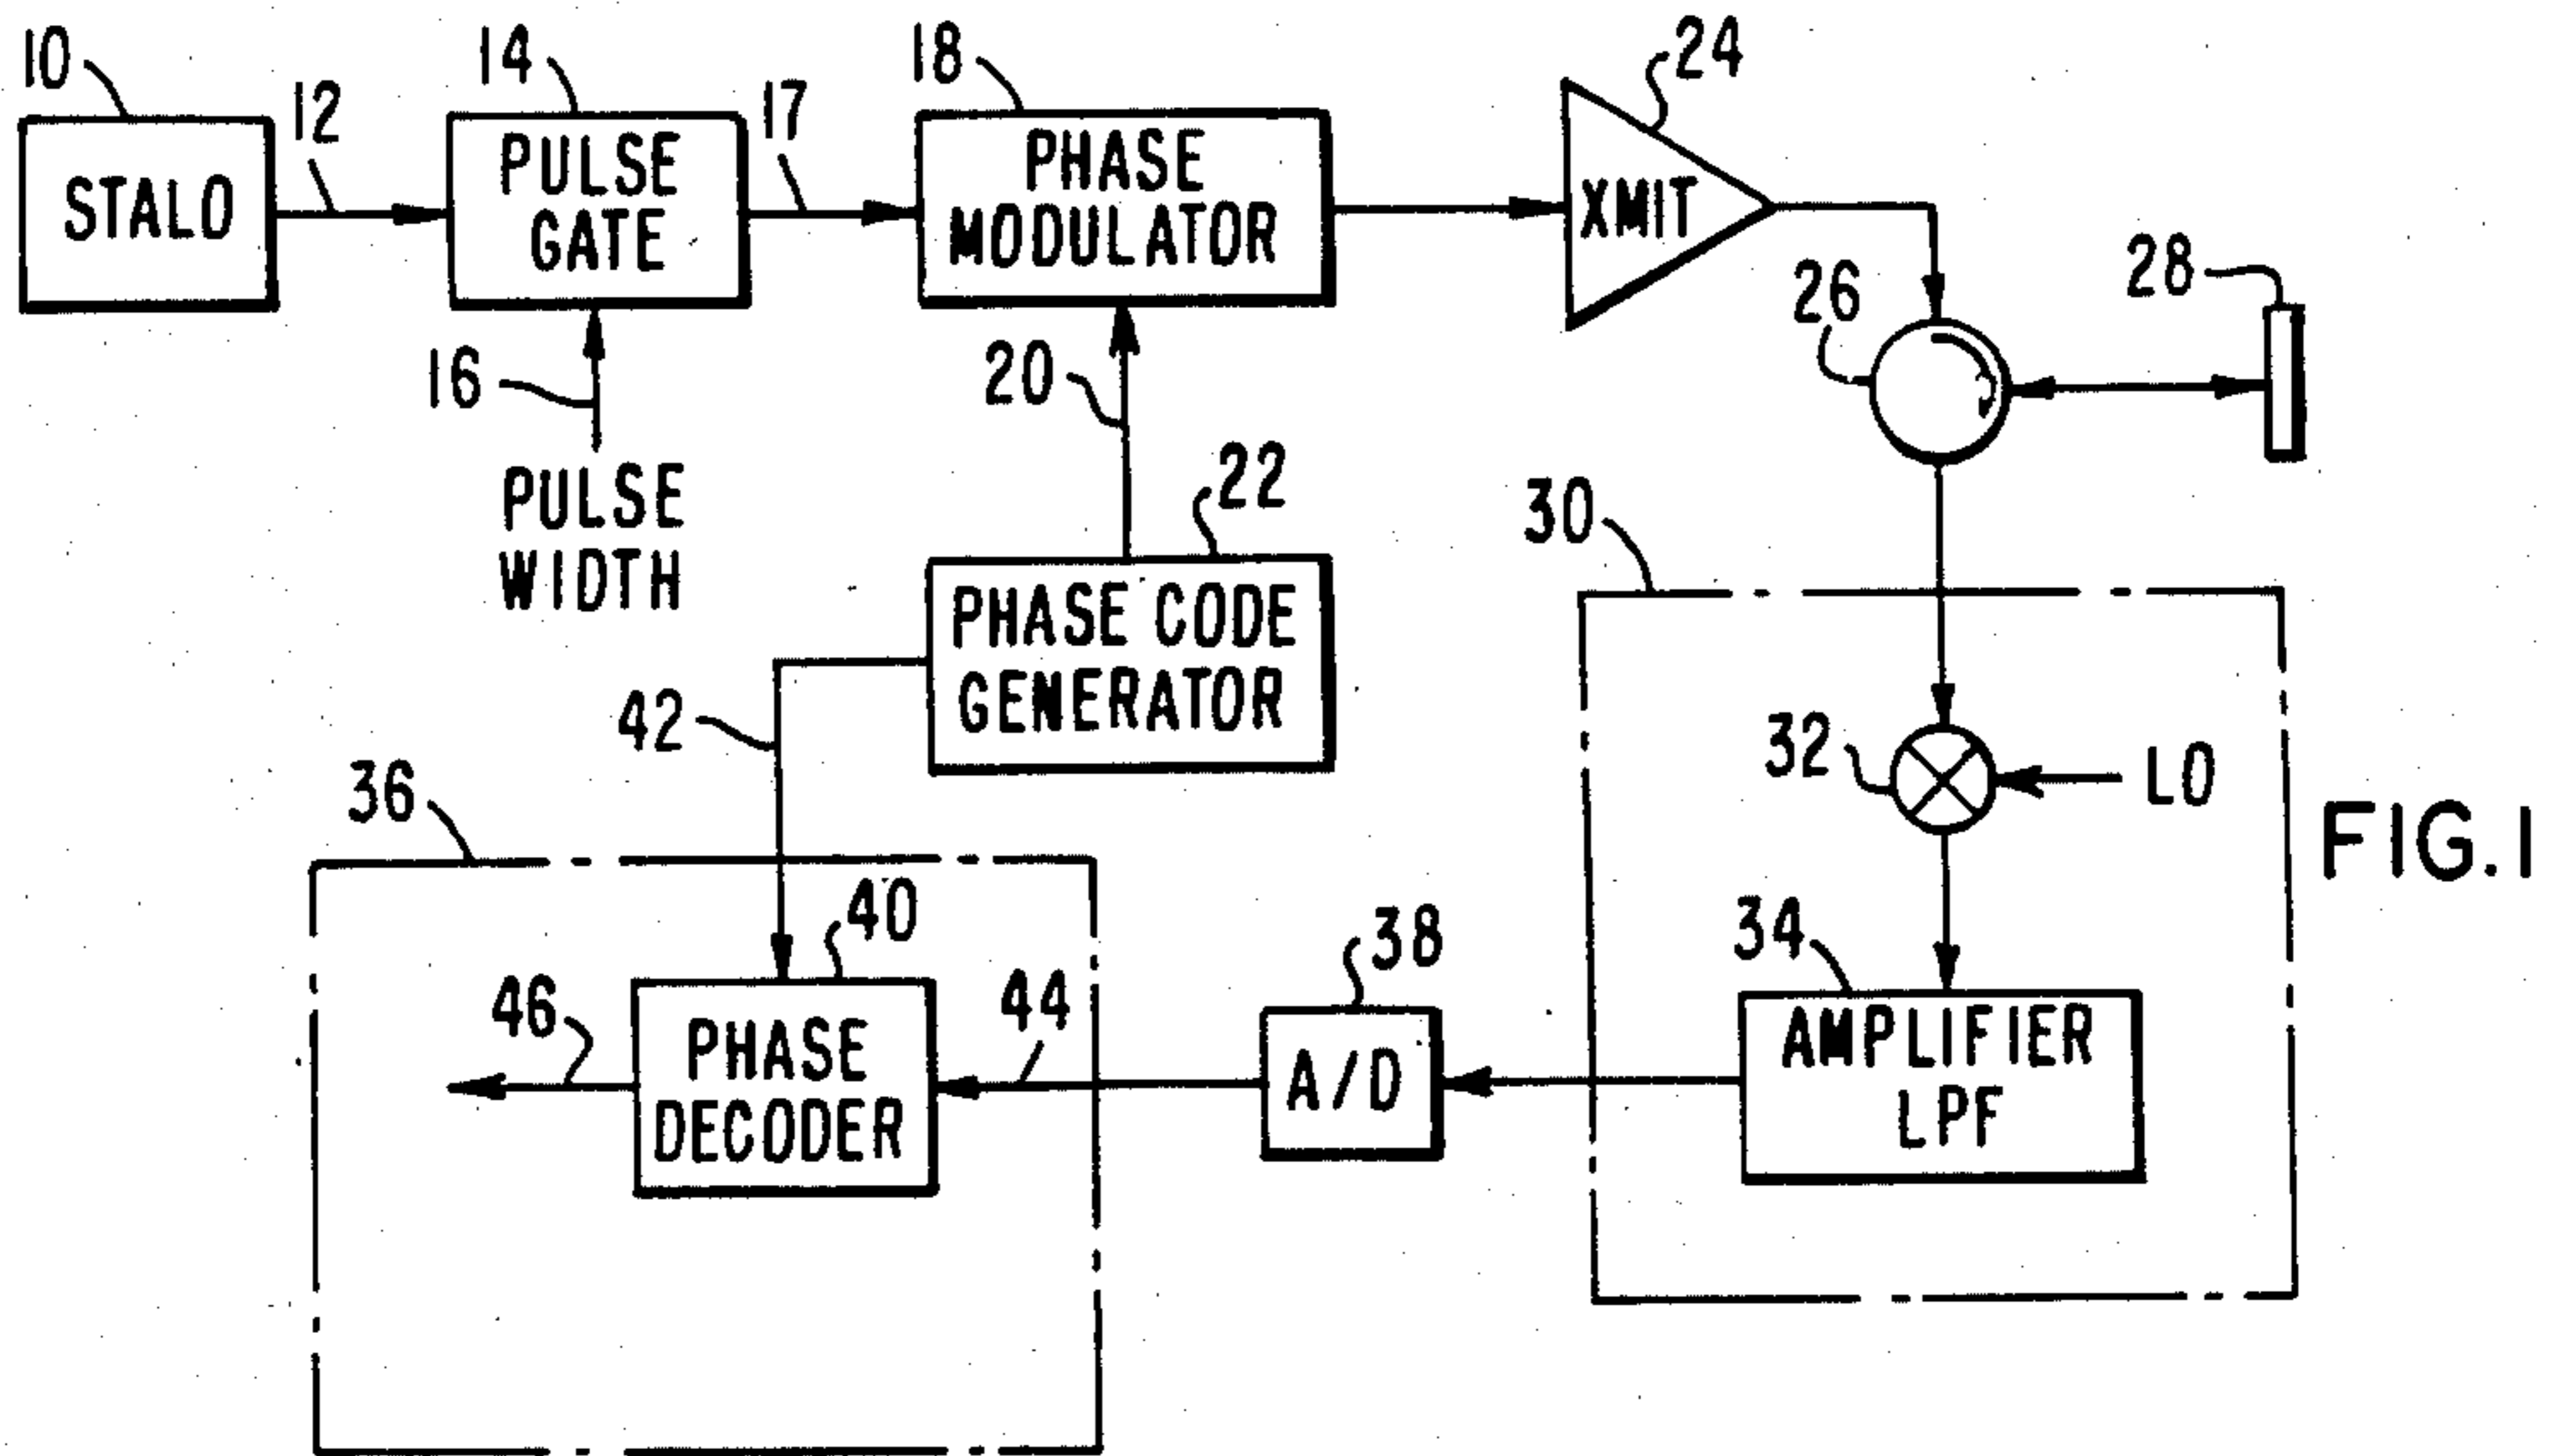 10
12
14
17
18
24
STALO
PULSE
GATE
PHASE
MODULATOR
XMIT
16
20
26
28
PULSE
WIDTH
22
30
PHASE CODE
GENERATOR
42
32
LO
36
FIG. 1
40
38
34
46
44
PHASE
DECODER
A/D
AMPLIFIER
LPF